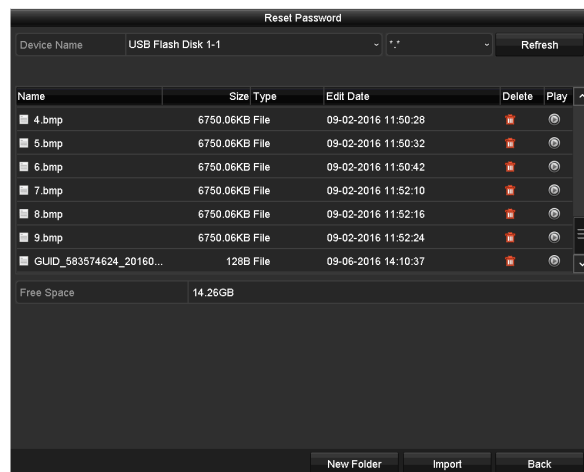 Reset Password
Device Name USB Flash Disk 1-1 *.* Refresh
Name Size Type Edit Date Delete Play
4.bmp 6750.06KB File 09-02-2016 11:50:28
5.bmp 6750.06KB File 09-02-2016 11:50:32
6.bmp 6750.06KB File 09-02-2016 11:50:42
7.bmp 6750.06KB File 09-02-2016 11:52:10
8.bmp 6750.06KB File 09-02-2016 11:52:16
9.bmp 6750.06KB File 09-02-2016 11:52:24
GUID_583574624_20160... 128B File 09-06-2016 14:10:37
Free Space 14.26GB
New Folder Import Back